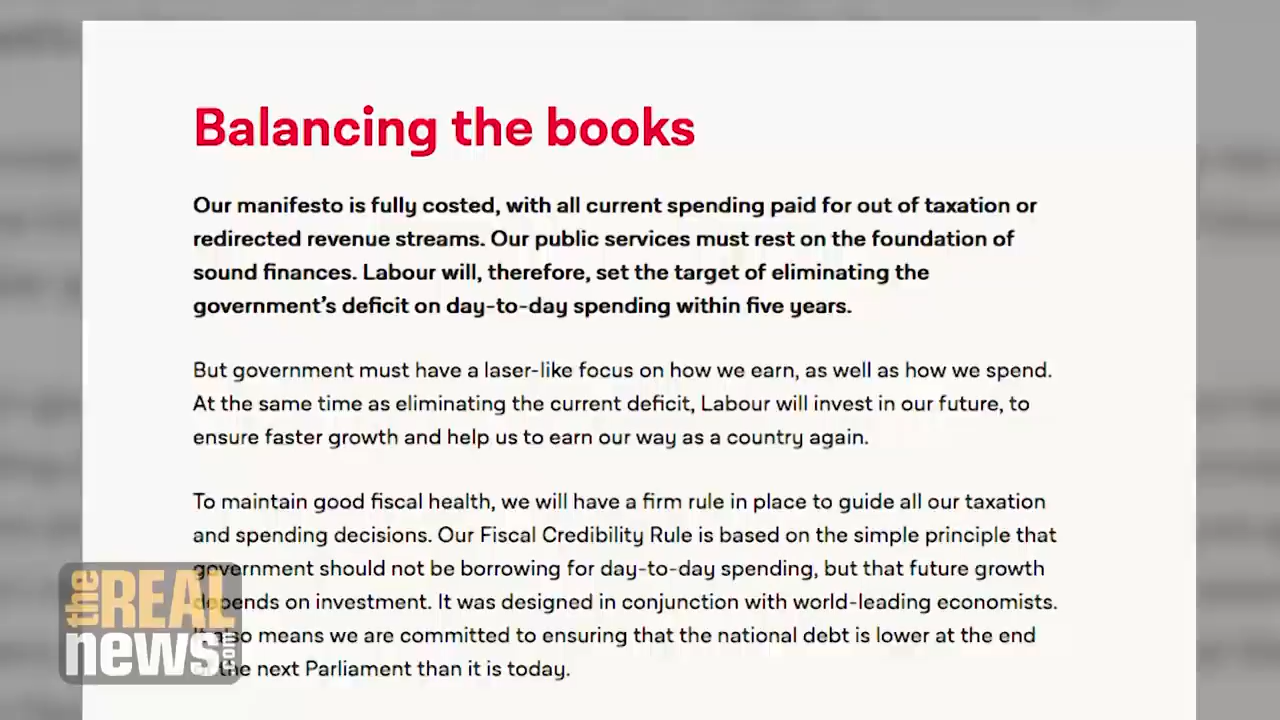 Balancing the books
Our manifesto is fully costed, with all current spending paid for out of taxation or
redirected revenue streams. Our public services must rest on the foundation of
sound finances. Labour will, therefore, set the target of eliminating the
government's deficit on day-to-day spending within five years.
But government must have a laser-like focus on how we earn, as well as how we spend.
At the same time as eliminating the current deficit, Labour will invest in our future, to
ensure faster growth and help us to earn our way as a country again.
To maintain good fiscal health, we will have a firm rule in place to guide all our taxation
and spending decisions. Our Fiscal Credibility Rule is based on the simple principle that
government should not be borrowing for day-to-day spending, but that future growth
depends on investment. It was designed in conjunction with world-leading economists.
It also means we are committed to ensuring that the national debt is lower at the end
of the next Parliament than it is today.
the REAL
news.com